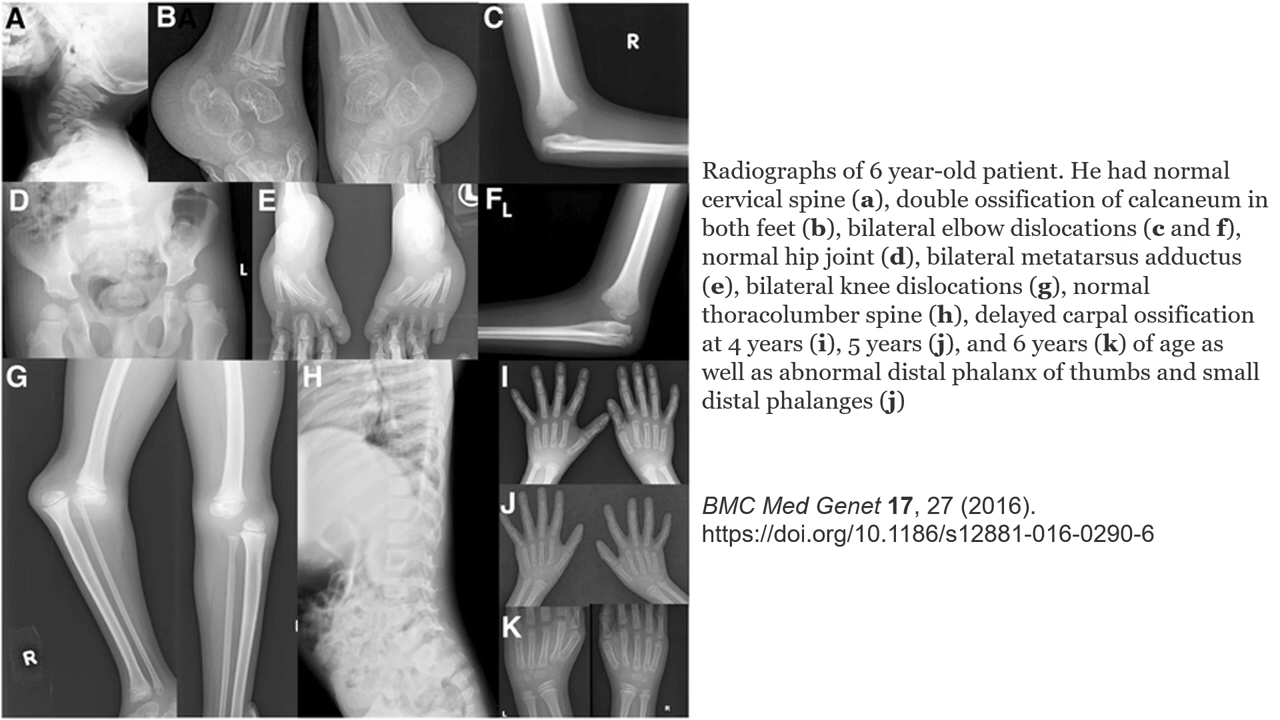 A
B A
C
R
D
L
E
L
F L
G
R
H
I
J
K
L
R
Radiographs of 6 year-old patient. He had normal
cervical spine (a), double ossification of calcaneum in
both feet (b), bilateral elbow dislocations (c and f),
normal hip joint (d), bilateral metatarsus adductus
(e), bilateral knee dislocations (g), normal
thoracolumber spine (h), delayed carpal ossification
at 4 years (i), 5 years (j), and 6 years (k) of age as
well as abnormal distal phalanx of thumbs and small
distal phalanges (j)
BMC Med Genet 17, 27 (2016).
https://doi.org/10.1186/s12881-016-0290-6